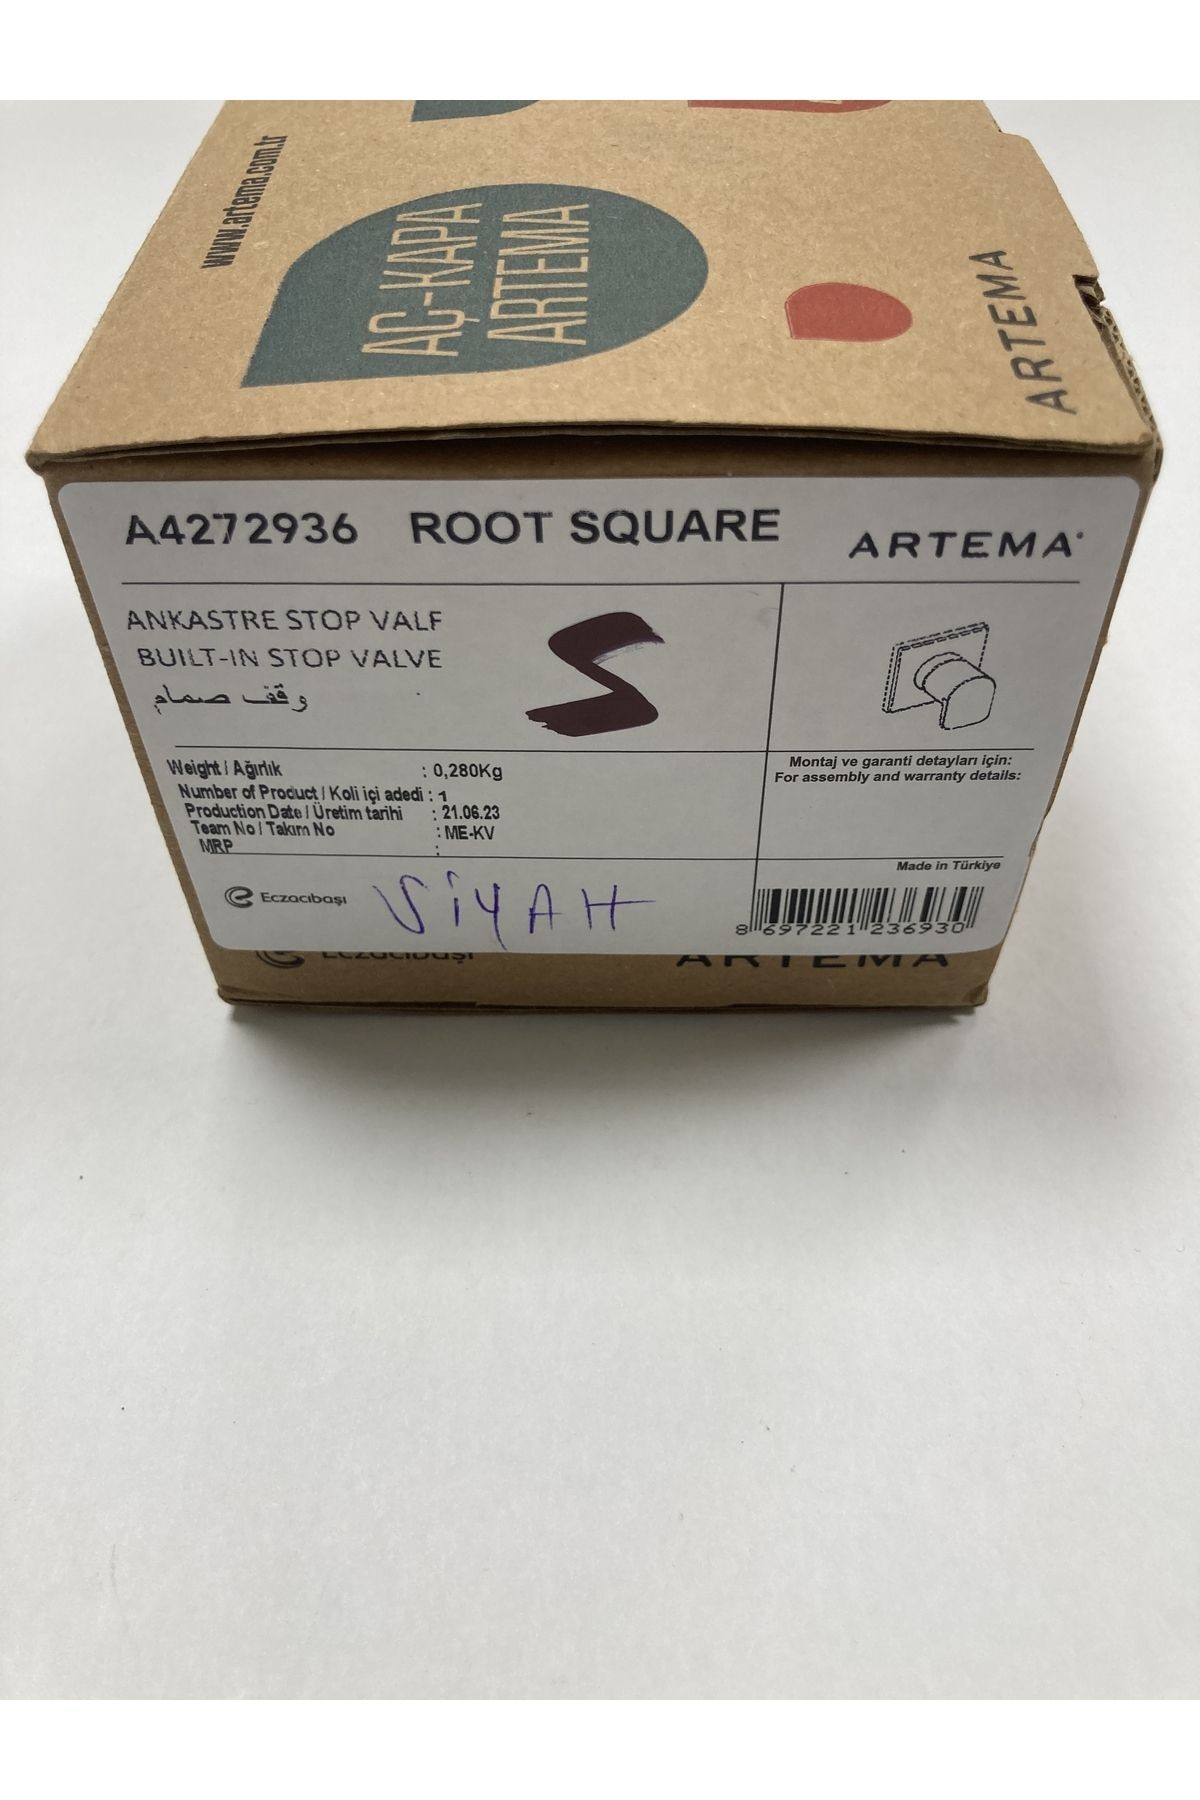 www.artema.com.tr
AÇ-KAPA
ARTEMA
ARTEMA
A4272936 ROOT SQUARE ARTEMA
ANKASTRE STOP VALF
BUILT-IN STOP VALVE
وقف صمام
S
Weight / Ağırlık : 0,280Kg
Number of Product / Koli içi adedi : 1
Production Date / Üretim tarihi : 21.06.23
Team No / Takım No : ME-KV
MRP :
Montaj ve garanti detayları için:
For assembly and warranty details:
Made in Türkiye
Eczacıbaşı
SİYAH
8 697221 236930
Eczacıbaşı
ARTEMA